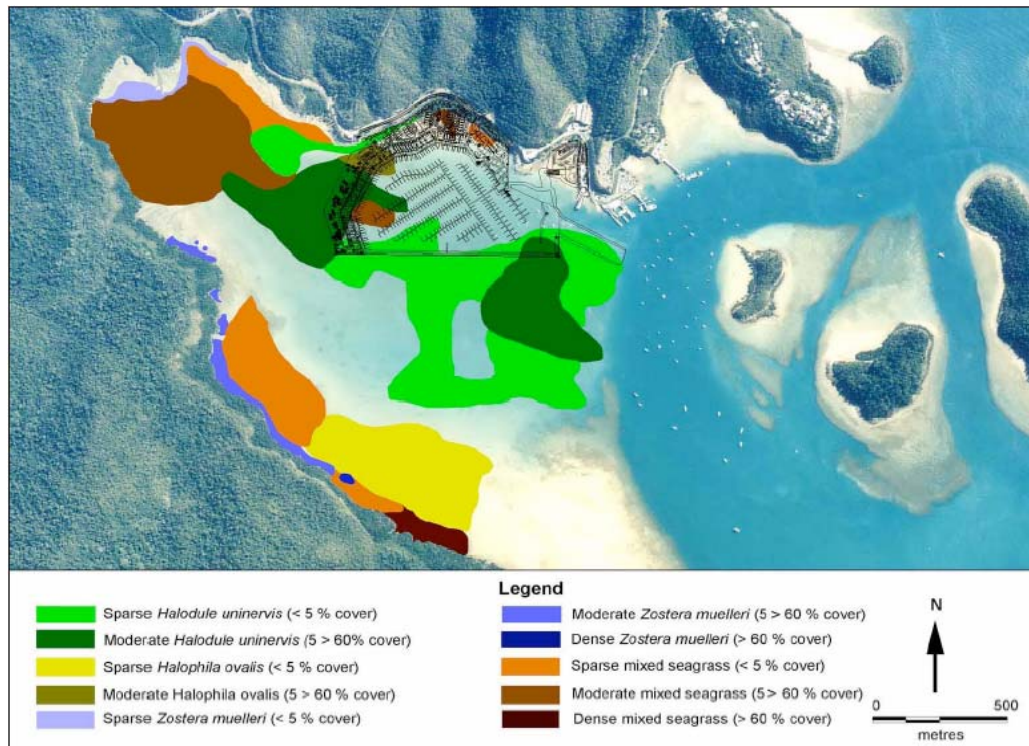 Legend
Sparse Halodule uninervis (< 5 % cover)
Moderate Halodule uninervis (5 > 60% cover)
Sparse Halophila ovalis (< 5 % cover)
Moderate Halophila ovalis (5 > 60 % cover)
Sparse Zostera muelleri (< 5 % cover)
Moderate Zostera muelleri (5 > 60 % cover)
Dense Zostera muelleri (> 60 % cover)
Sparse mixed seagrass (< 5 % cover)
Moderate mixed seagrass (5 > 60 % cover)
Dense mixed seagrass (> 60 % cover)
N
0 500
metres